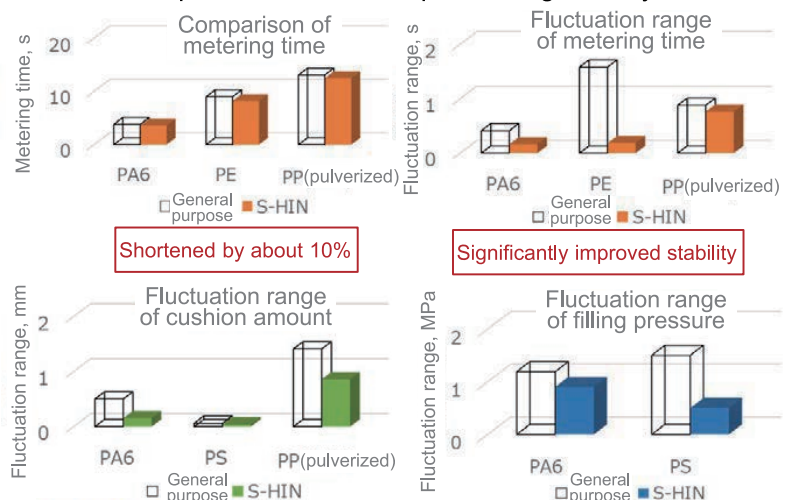 Comparison of
metering time
Metering time, s
20
10
0
PA6
PE
PP(pulverized)
General
purpose
S-HIN
Fluctuation range
of metering time
Fluctuation range, s
2
1
0
PA6
PE
PP(pulverized)
General
purpose
S-HIN
Shortened by about 10%
Significantly improved stability
Fluctuation range
of cushion amount
Fluctuation range, mm
2
1
0
PA6
PS
PP(pulverized)
General
purpose
S-HIN
Fluctuation range
of filling pressure
Fluctuation range, MPa
2
1
0
PA6
PS
General
purpose
S-HIN